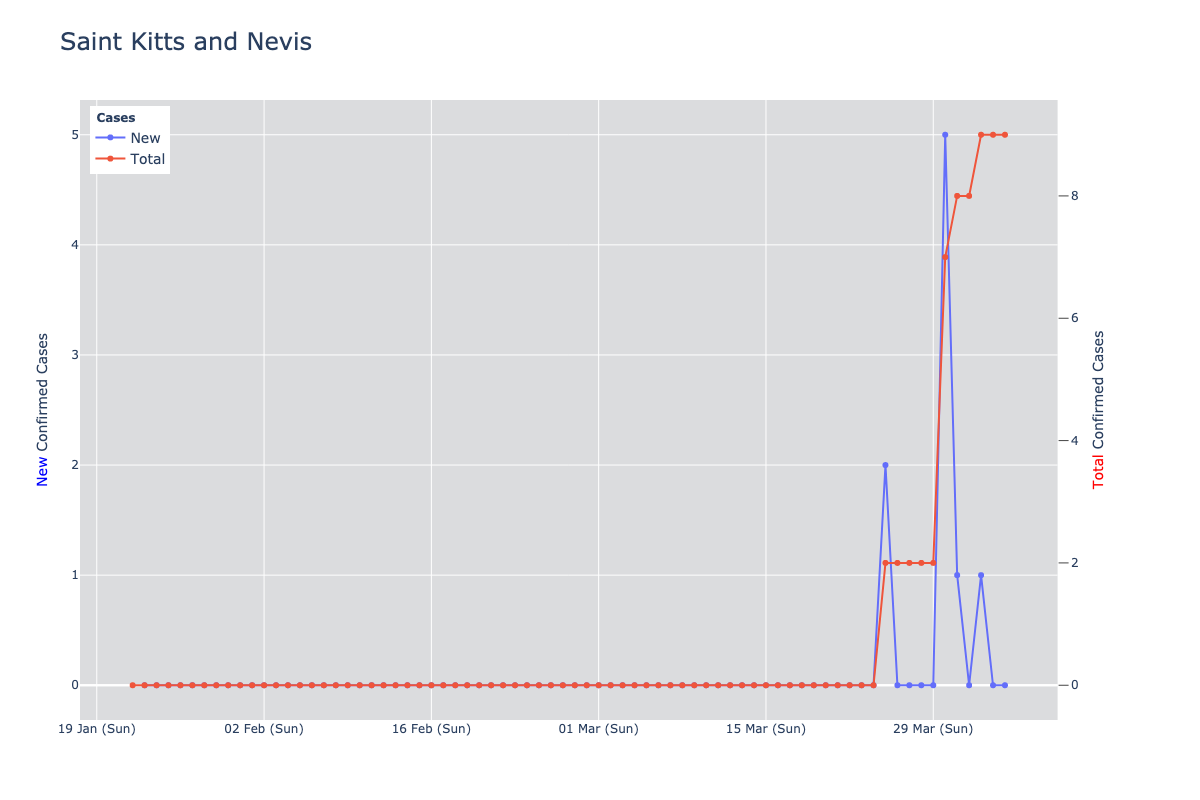 Saint Kitts and Nevis
Cases
New
Total
5
4
3
2
1
0
8
6
4
2
0
New Confirmed Cases
Total Confirmed Cases
19 Jan (Sun) 02 Feb (Sun) 16 Feb (Sun) 01 Mar (Sun) 15 Mar (Sun) 29 Mar (Sun)